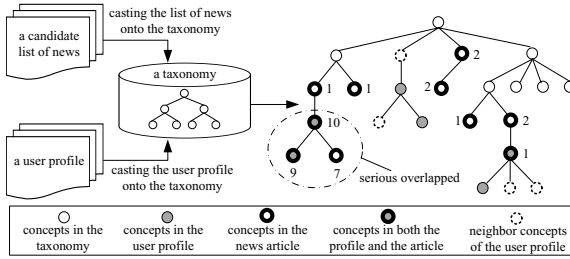 a candidate
list of news
casting the list of news
onto the taxonomy
a taxonomy
a user profile
casting the user profile
onto the taxonomy
2
1
1
2
10
1
2
9
7
1
serious overlapped
concepts in the
taxonomy
concepts in the
user profile
concepts in the
news article
concepts in both
the profile and the article
neighbor concepts
of the user profile